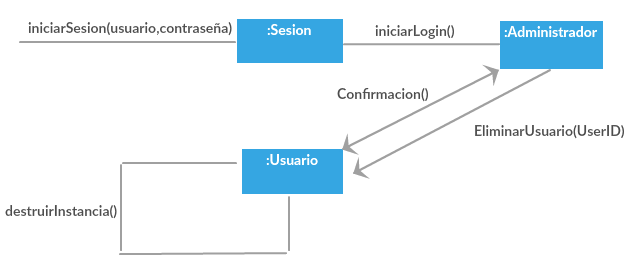 iniciarSesion(usuario,contraseña)
:Sesion
iniciarLogin()
:Administrador
Confirmacion()
EliminarUsuario(UserID)
:Usuario
destruirInstancia()